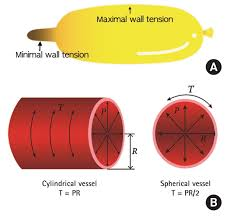 Maximal wall tension
Minimal wall tension
A
T
P
R
T
P
R
Cylindrical vessel
T = PR
Spherical vessel
T = PR/2
B